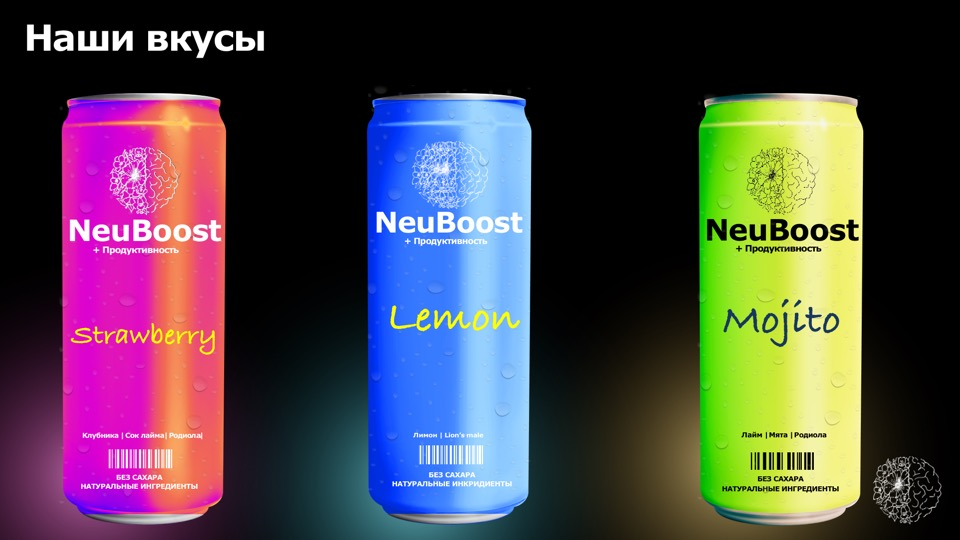 Наши вкусы
NeuBoost
+ Продуктивность
Strawberry
Клубника | Сок лайма| Родиола|
БЕЗ САХАРА
НАТУРАЛЬНЫЕ ИНГРЕДИЕНТЫ
NeuBoost
+ Продуктивность
Lemon
Лимон | Lion's male
БЕЗ САХАРА
НАТУРАЛЬНЫЕ ИНКРИДИЕНТЫ
NeuBoost
+ Продуктивность
Mojito
Лайм | Мята | Родиола
БЕЗ САХАРА
НАТУРАЛЬНЫЕ ИНГРЕДИЕНТЫ